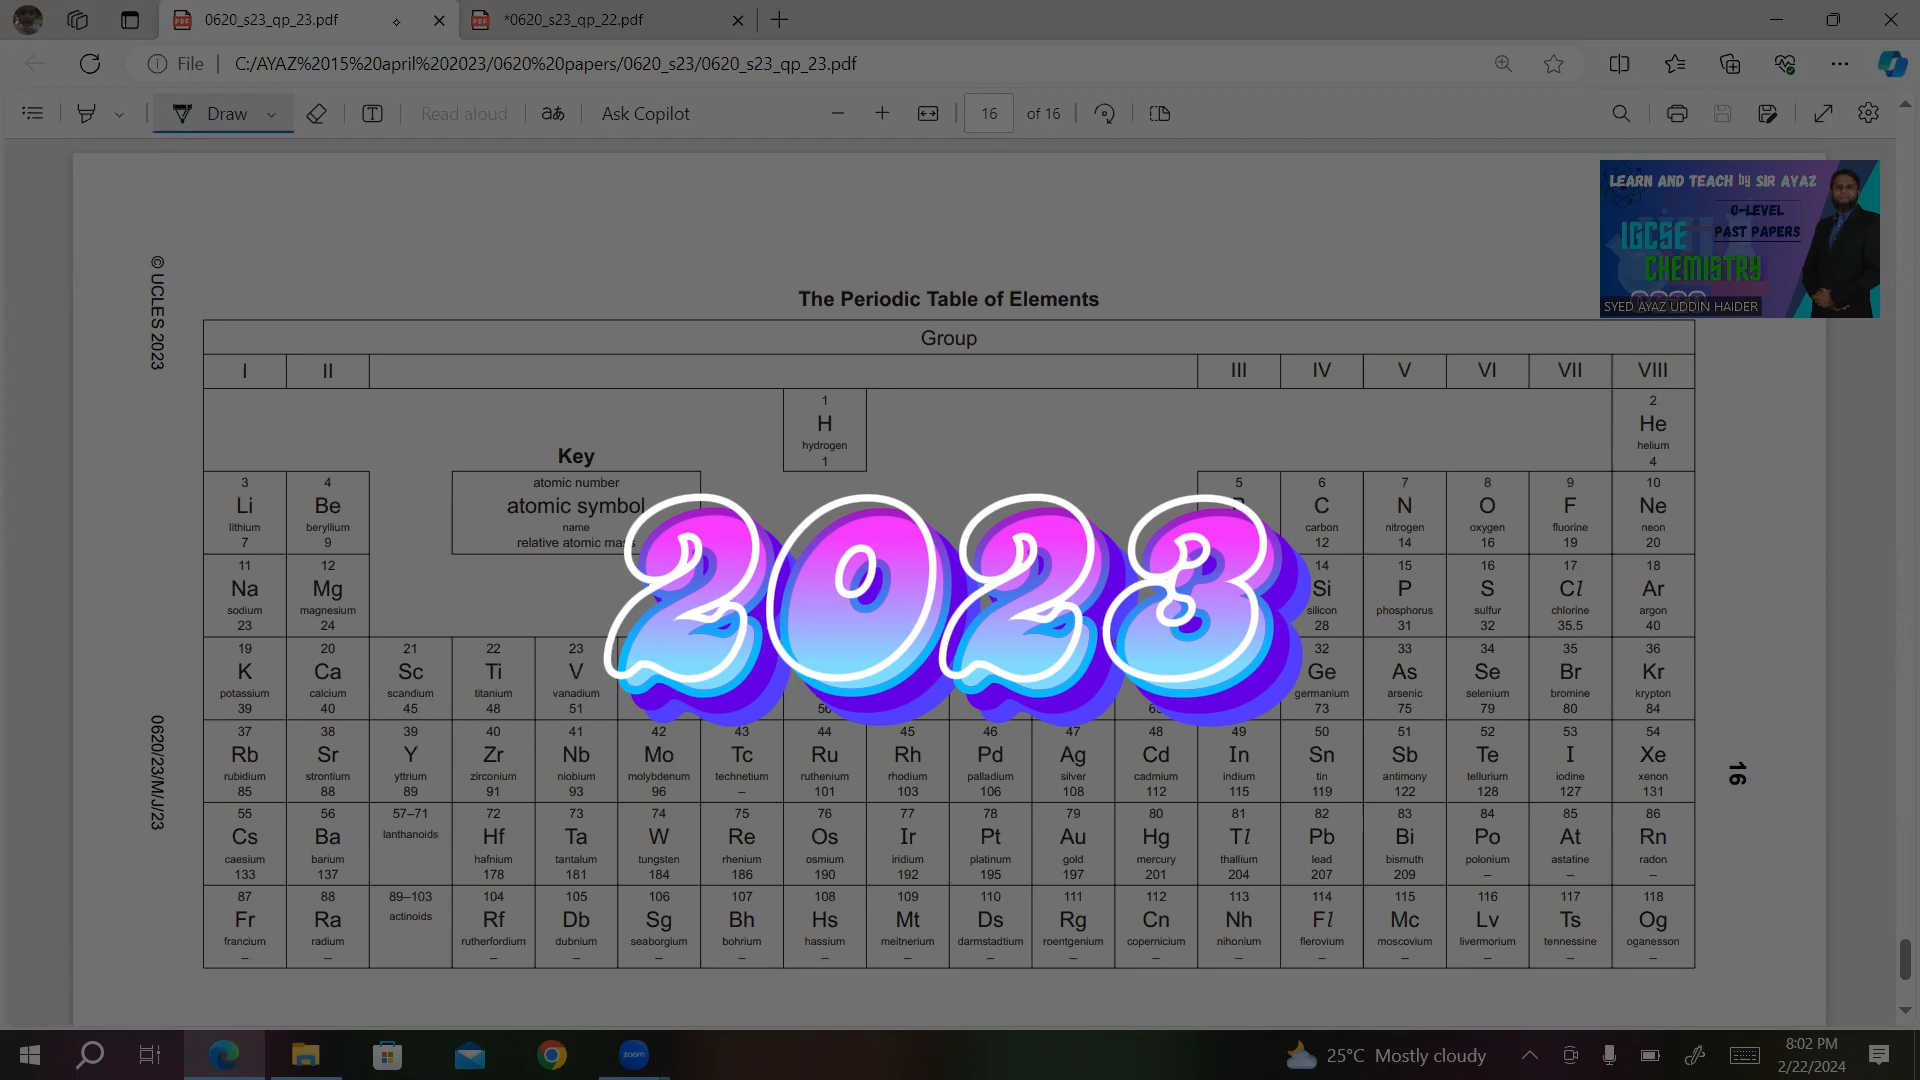 0620_s23_qp_23.pdf
*0620_s23_qp_22.pdf
File
C:/AYAZ%2015%20april%202023/0620%20papers/0620_s23/0620_s23_qp_23.pdf
Draw
Read aloud
aあ
Ask Copilot
16 of 16
LEARN AND TEACH by SIR AYAZ
O-LEVEL
PAST PAPERS
IGCSE
CHEMISTRY
SYED AYAZ UDDIN HAIDER
© UCLES 2023
0620/23/M/J/23
16
The Periodic Table of Elements
Group
I II III IV V VI VII VIII
1 2
H He
hydrogen helium
1 4
Key
atomic number
atomic symbol
name
relative atomic mass
3 4 5 6 7 8 9 10
Li Be C N O F Ne
lithium beryllium carbon nitrogen oxygen fluorine neon
7 9 12 14 16 19 20
11 12 14 15 16 17 18
Na Mg Si P S Cl Ar
sodium magnesium silicon phosphorus sulfur chlorine argon
23 24 28 31 32 35.5 40
2023
19 20 21 22 23 32 33 34 35 36
K Ca Sc Ti V Ge As Se Br Kr
potassium calcium scandium titanium vanadium germanium arsenic selenium bromine krypton
39 40 45 48 51 73 75 79 80 84
37 38 39 40 41 42 43 44 45 46 47 48 49 50 51 52 53 54
Rb Sr Y Zr Nb Mo Tc Ru Rh Pd Ag Cd In Sn Sb Te I Xe
rubidium strontium yttrium zirconium niobium molybdenum technetium ruthenium rhodium palladium silver cadmium indium tin antimony tellurium iodine xenon
85 88 89 91 93 96 – 101 103 106 108 112 115 119 122 128 127 131
55 56 57–71 72 73 74 75 76 77 78 79 80 81 82 83 84 85 86
Cs Ba lanthanoids Hf Ta W Re Os Ir Pt Au Hg Tl Pb Bi Po At Rn
caesium barium hafnium tantalum tungsten rhenium osmium iridium platinum gold mercury thallium lead bismuth polonium astatine radon
133 137 178 181 184 186 190 192 195 197 201 204 207 209 – – –
87 88 89–103 104 105 106 107 108 109 110 111 112 113 114 115 116 117 118
Fr Ra actinoids Rf Db Sg Bh Hs Mt Ds Rg Cn Nh Fl Mc Lv Ts Og
francium radium rutherfordium dubnium seaborgium bohrium hassium meitnerium darmstadtium roentgenium copernicium nihonium flerovium moscovium livermorium tennessine oganesson
– – – – – – – – – – – – – – – – –
zoom
25°C Mostly cloudy
8:02 PM
2/22/2024